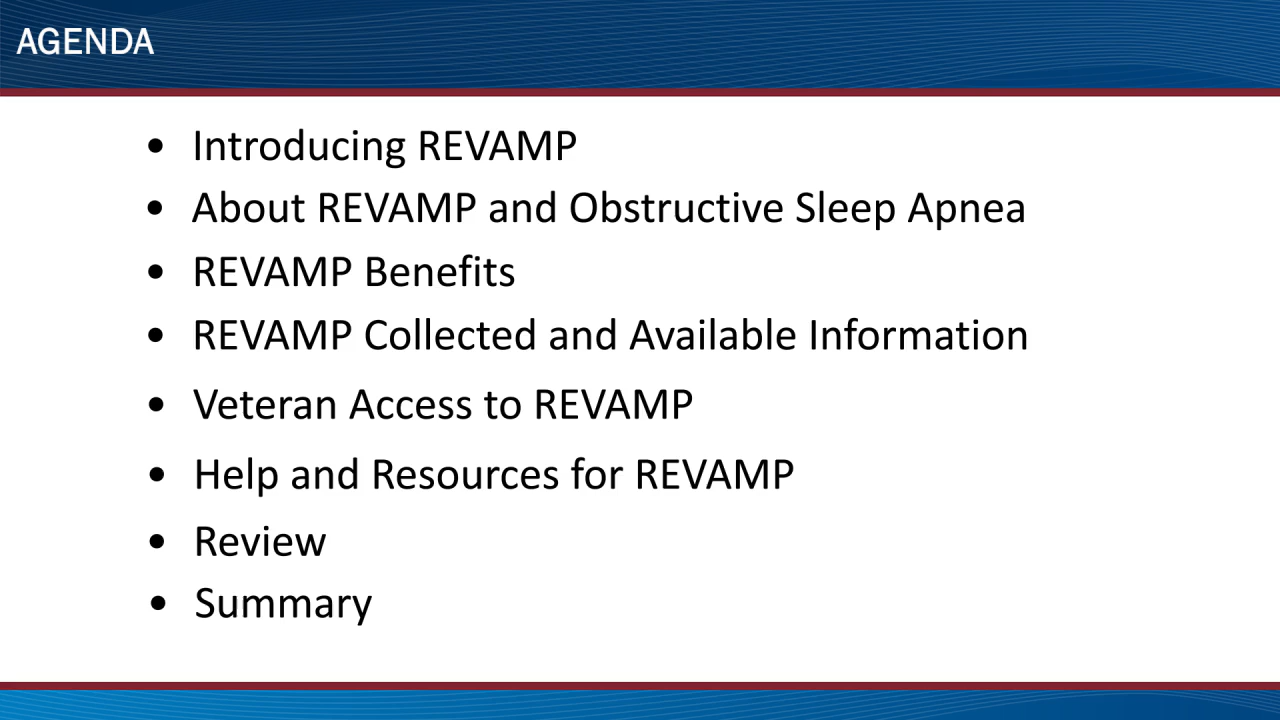 AGENDA
• Introducing REVAMP
• About REVAMP and Obstructive Sleep Apnea
• REVAMP Benefits
• REVAMP Collected and Available Information
• Veteran Access to REVAMP
• Help and Resources for REVAMP
• Review
• Summary